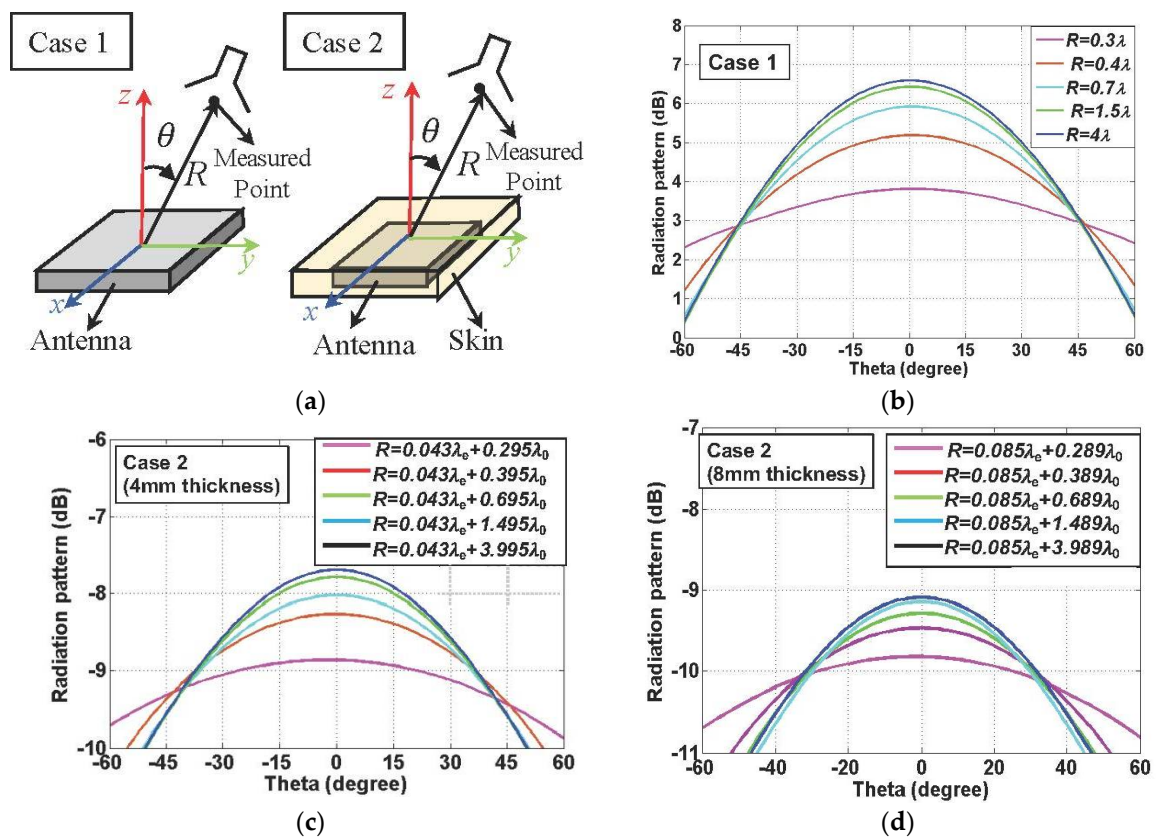 Case 1
z
θ
R
Measured
Point
y
x
Antenna
Case 2
z
θ
R
Measured
Point
y
x
Antenna
Skin
(a)
Radiation pattern (dB)
8
7
6
5
4
3
2
1
0
-60
-45
-30
-15
0
15
30
45
60
Theta (degree)
Case 1
R=0.3λ
R=0.4λ
R=0.7λ
R=1.5λ
R=4λ
(b)
Radiation pattern (dB)
-6
-7
-8
-9
-10
-60
-45
-30
-15
0
15
30
45
60
Theta (degree)
Case 2
(4mm thickness)
R=0.043λe+0.295λ0
R=0.043λe+0.395λ0
R=0.043λe+0.695λ0
R=0.043λe+1.495λ0
R=0.043λe+3.995λ0
(c)
Radiation pattern (dB)
-7
-8
-9
-10
-11
-60
-40
-20
0
20
40
60
Theta (degree)
Case 2
(8mm thickness)
R=0.085λe+0.289λ0
R=0.085λe+0.389λ0
R=0.085λe+0.689λ0
R=0.085λe+1.489λ0
R=0.085λe+3.989λ0
(d)